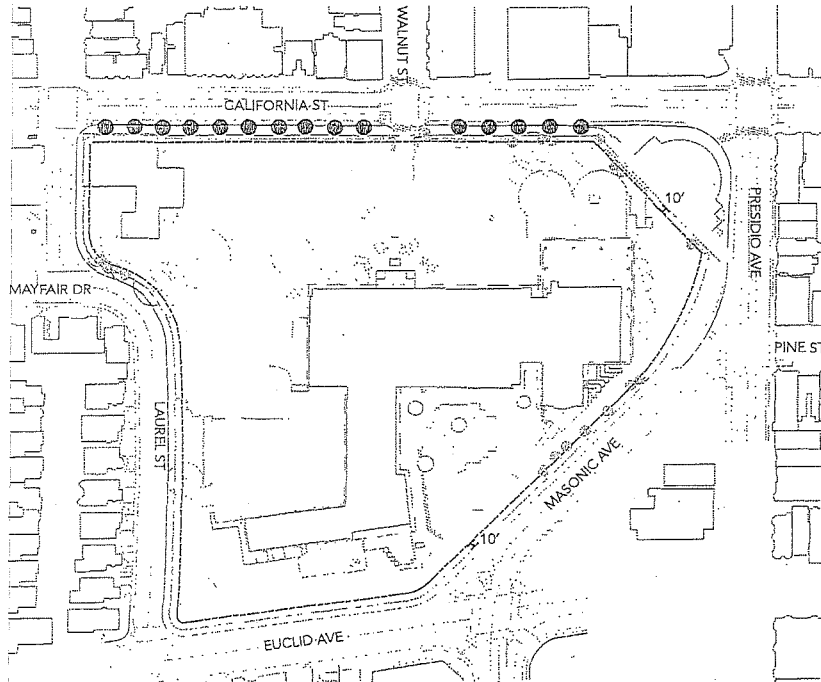 WALNUT ST
CALIFORNIA ST
10'
PRESIDIO AVE
MAYFAIR DR
PINE ST
LAUREL ST
MASONIC AVE
10'
EUCLID AVE